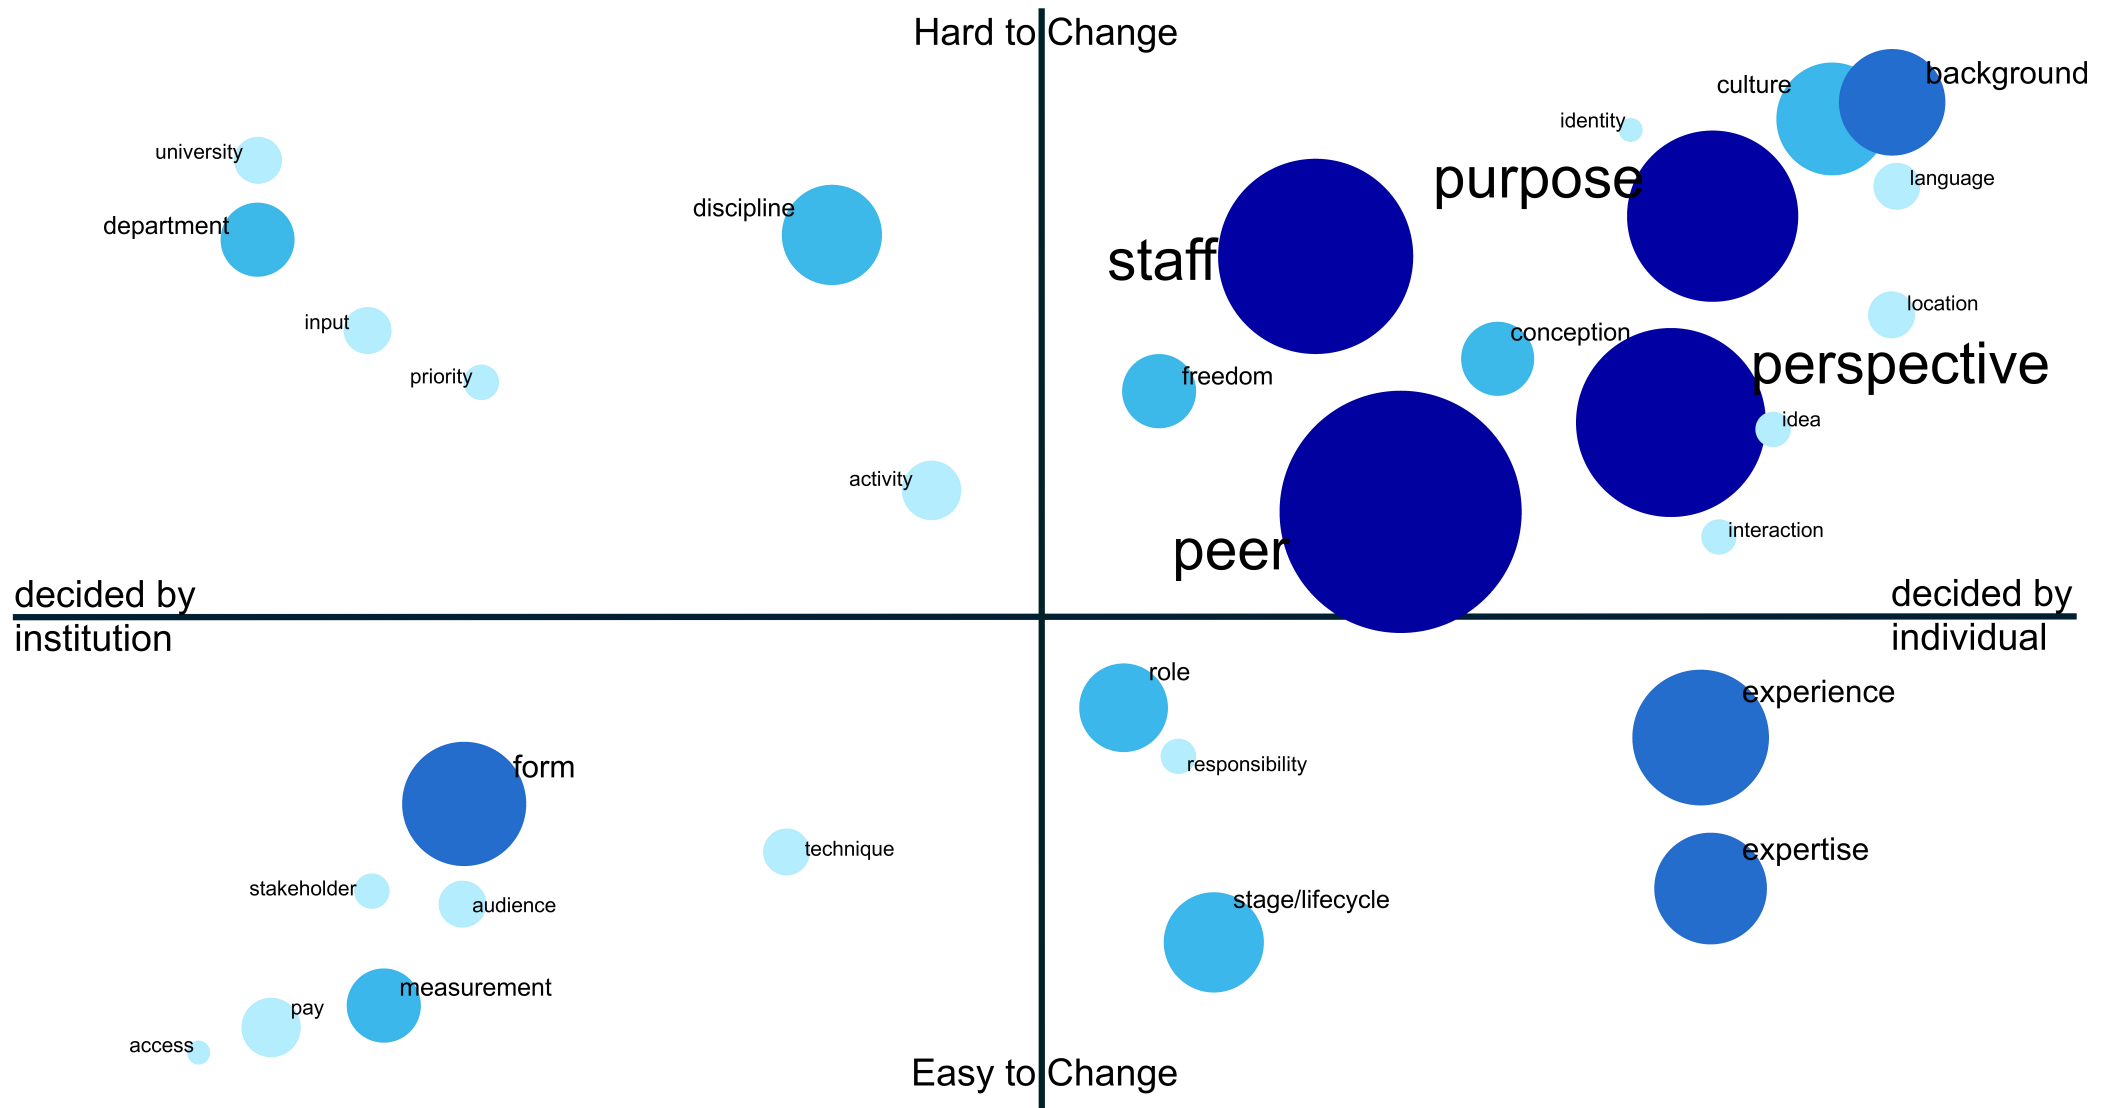 Hard to Change
background
culture
identity
university
purpose
language
discipline
department
staff
location
input
conception
perspective
priority
freedom
idea
activity
interaction
peer
decided by
institution
decided by
individual
role
experience
responsibility
form
technique
expertise
stakeholder
audience
stage/lifecycle
measurement
pay
access
Easy to Change